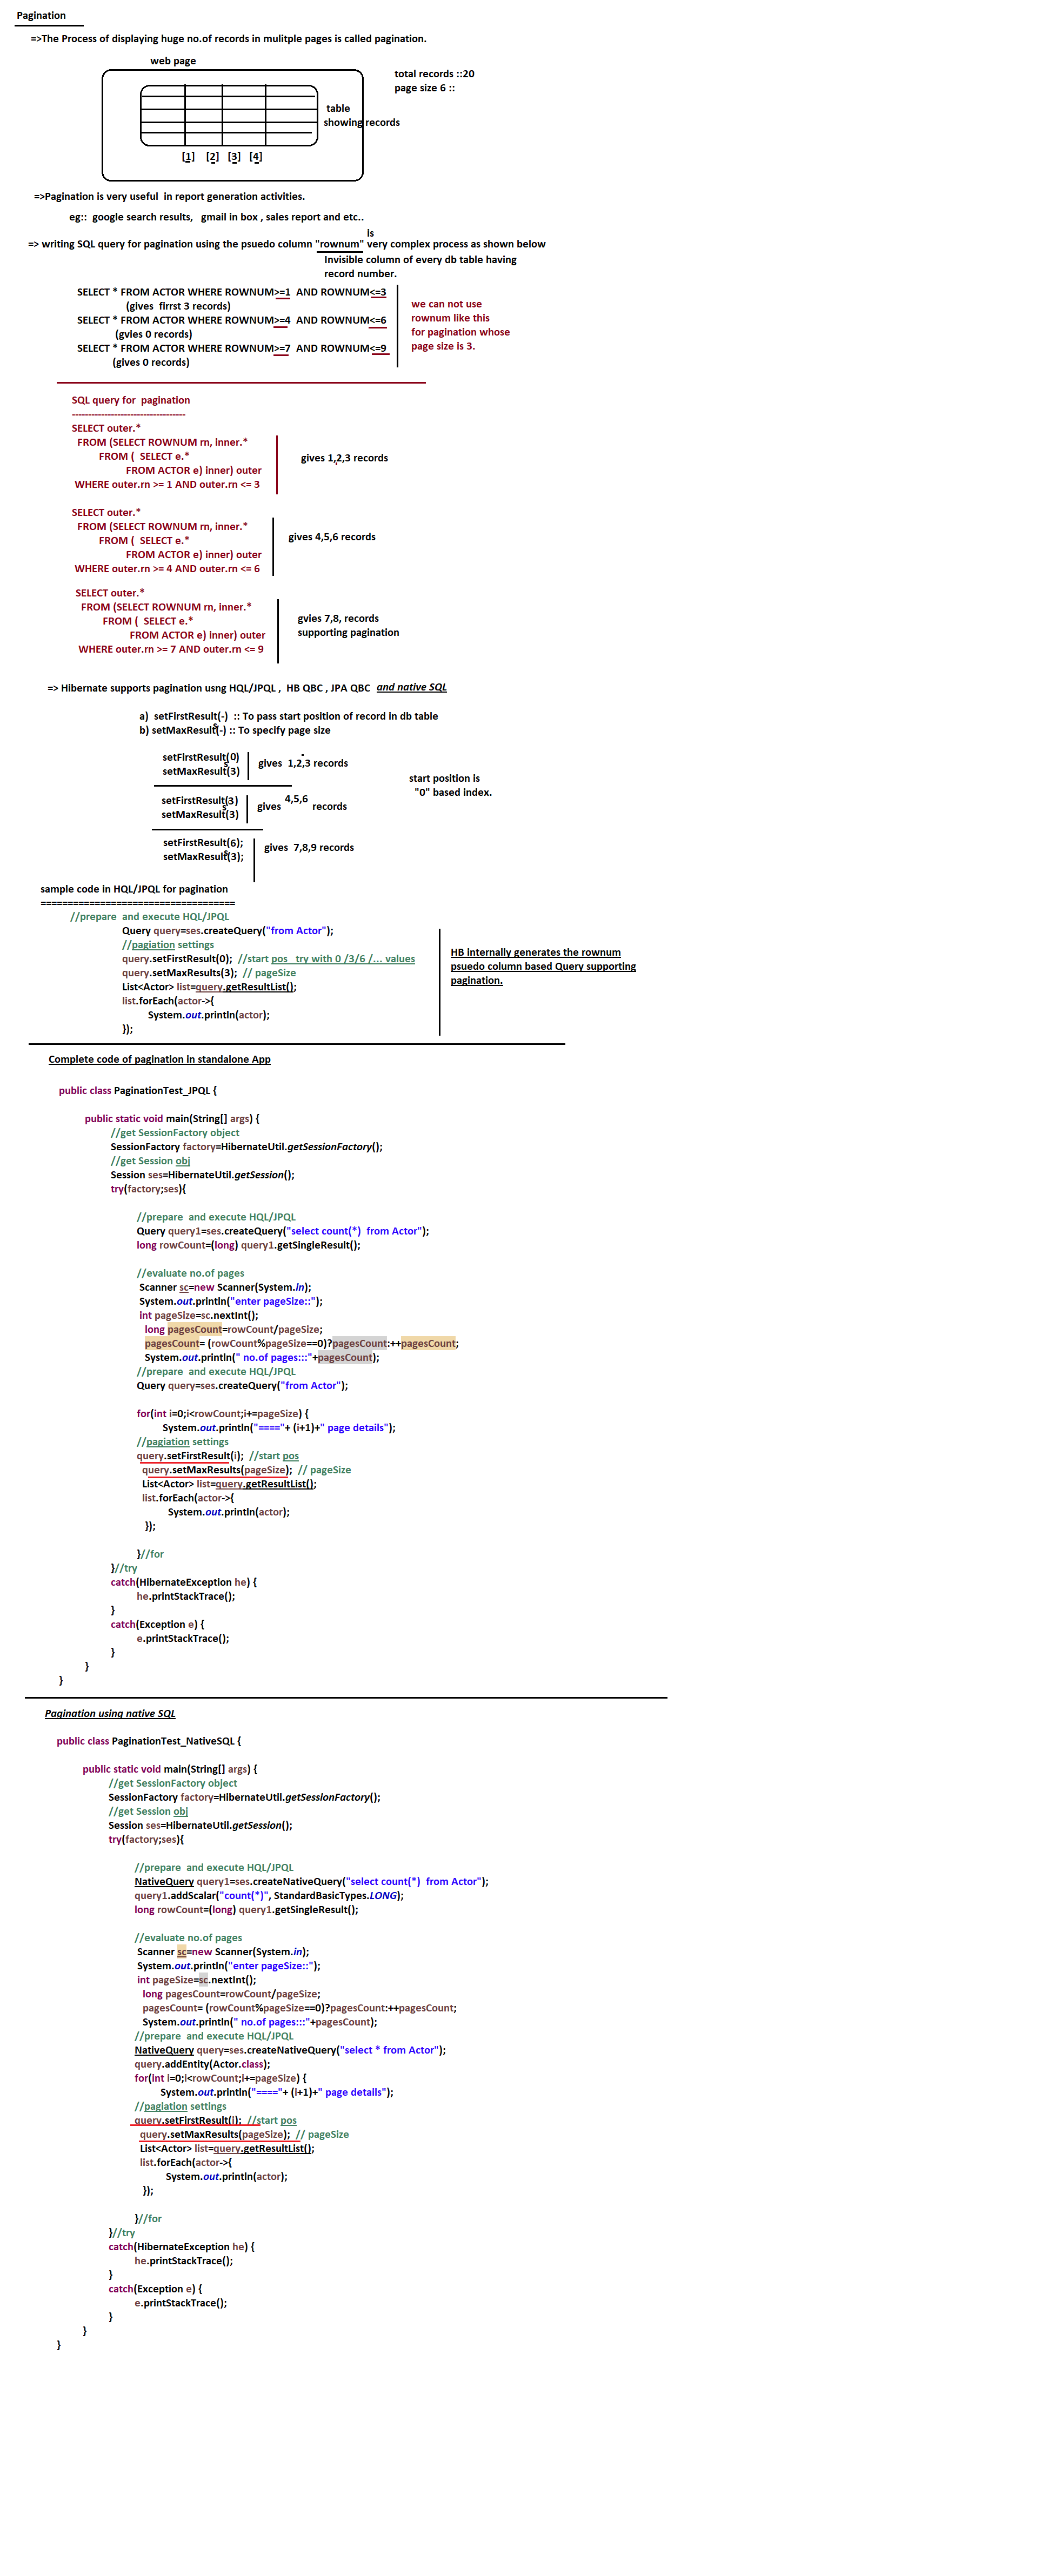 Pagination
=>The Process of displaying huge no.of records in mulitple pages is called pagination.
web page
total records ::20
page size 6 ::
table
showing records
[1] [2] [3] [4]
=>Pagination is very useful in report generation activities.
eg:: google search results, gmail in box , sales report and etc..
is
=> writing SQL query for pagination using the psuedo column "rownum" very complex process as shown below
Invisible column of every db table having
record number.
SELECT * FROM ACTOR WHERE ROWNUM>=1 AND ROWNUM<=3
(gives firrst 3 records)
SELECT * FROM ACTOR WHERE ROWNUM>=4 AND ROWNUM<=6
(gvies 0 records)
SELECT * FROM ACTOR WHERE ROWNUM>=7 AND ROWNUM<=9
(gives 0 records)
we can not use
rownum like this
for pagination whose
page size is 3.
SQL query for pagination
-----------------------------------
SELECT outer.*
FROM (SELECT ROWNUM rn, inner.*
FROM ( SELECT e.*
FROM ACTOR e) inner) outer
WHERE outer.rn >= 1 AND outer.rn <= 3
gives 1,2,3 records
SELECT outer.*
FROM (SELECT ROWNUM rn, inner.*
FROM ( SELECT e.*
FROM ACTOR e) inner) outer
WHERE outer.rn >= 4 AND outer.rn <= 6
gives 4,5,6 records
SELECT outer.*
FROM (SELECT ROWNUM rn, inner.*
FROM ( SELECT e.*
FROM ACTOR e) inner) outer
WHERE outer.rn >= 7 AND outer.rn <= 9
gvies 7,8, records
supporting pagination
=> Hibernate supports pagination usng HQL/JPQL , HB QBC , JPA QBC and native SQL
a) setFirstResult(-) :: To pass start position of record in db table
b) setMaxResult(-) :: To specify page size
s
setFirstResult(0)
setMaxResult(3)
s
gives 1,2,3 records
start position is
"0" based index.
setFirstResult(3)
setMaxResult(3)
s
gives 4,5,6 records
setFirstResult(6);
setMaxResult(3);
s
gives 7,8,9 records
sample code in HQL/JPQL for pagination
====================================
//prepare and execute HQL/JPQL
Query query=ses.createQuery("from Actor");
//pagiation settings
query.setFirstResult(0); //start pos try with 0 /3/6 /... values
query.setMaxResults(3); // pageSize
List<Actor> list=query.getResultList();
list.forEach(actor->{
System.out.println(actor);
});
HB internally generates the rownum
psuedo column based Query supporting
pagination.
Complete code of pagination in standalone App
public class PaginationTest_JPQL {
public static void main(String[] args) {
//get SessionFactory object
SessionFactory factory=HibernateUtil.getSessionFactory();
//get Session obj
Session ses=HibernateUtil.getSession();
try(factory;ses){
//prepare and execute HQL/JPQL
Query query1=ses.createQuery("select count(*) from Actor");
long rowCount=(long) query1.getSingleResult();
//evaluate no.of pages
Scanner sc=new Scanner(System.in);
System.out.println("enter pageSize::");
int pageSize=sc.nextInt();
long pagesCount=rowCount/pageSize;
pagesCount= (rowCount%pageSize==0)?pagesCount:++pagesCount;
System.out.println(" no.of pages:::"+pagesCount);
//prepare and execute HQL/JPQL
Query query=ses.createQuery("from Actor");
for(int i=0;i<rowCount;i+=pageSize) {
System.out.println("===="+ (i+1)+" page details");
//pagiation settings
query.setFirstResult(i); //start pos
query.setMaxResults(pageSize); // pageSize
List<Actor> list=query.getResultList();
list.forEach(actor->{
System.out.println(actor);
});
}//for
}//try
catch(HibernateException he) {
he.printStackTrace();
}
catch(Exception e) {
e.printStackTrace();
}
}
}
Pagination using native SQL
public class PaginationTest_NativeSQL {
public static void main(String[] args) {
//get SessionFactory object
SessionFactory factory=HibernateUtil.getSessionFactory();
//get Session obj
Session ses=HibernateUtil.getSession();
try(factory;ses){
//prepare and execute HQL/JPQL
NativeQuery query1=ses.createNativeQuery("select count(*) from Actor");
query1.addScalar("count(*)", StandardBasicTypes.LONG);
long rowCount=(long) query1.getSingleResult();
//evaluate no.of pages
Scanner sc=new Scanner(System.in);
System.out.println("enter pageSize::");
int pageSize=sc.nextInt();
long pagesCount=rowCount/pageSize;
pagesCount= (rowCount%pageSize==0)?pagesCount:++pagesCount;
System.out.println(" no.of pages:::"+pagesCount);
//prepare and execute HQL/JPQL
NativeQuery query=ses.createNativeQuery("select * from Actor");
query.addEntity(Actor.class);
for(int i=0;i<rowCount;i+=pageSize) {
System.out.println("===="+ (i+1)+" page details");
//pagiation settings
query.setFirstResult(i); //start pos
query.setMaxResults(pageSize); // pageSize
List<Actor> list=query.getResultList();
list.forEach(actor->{
System.out.println(actor);
});
}//for
}//try
catch(HibernateException he) {
he.printStackTrace();
}
catch(Exception e) {
e.printStackTrace();
}
}
}